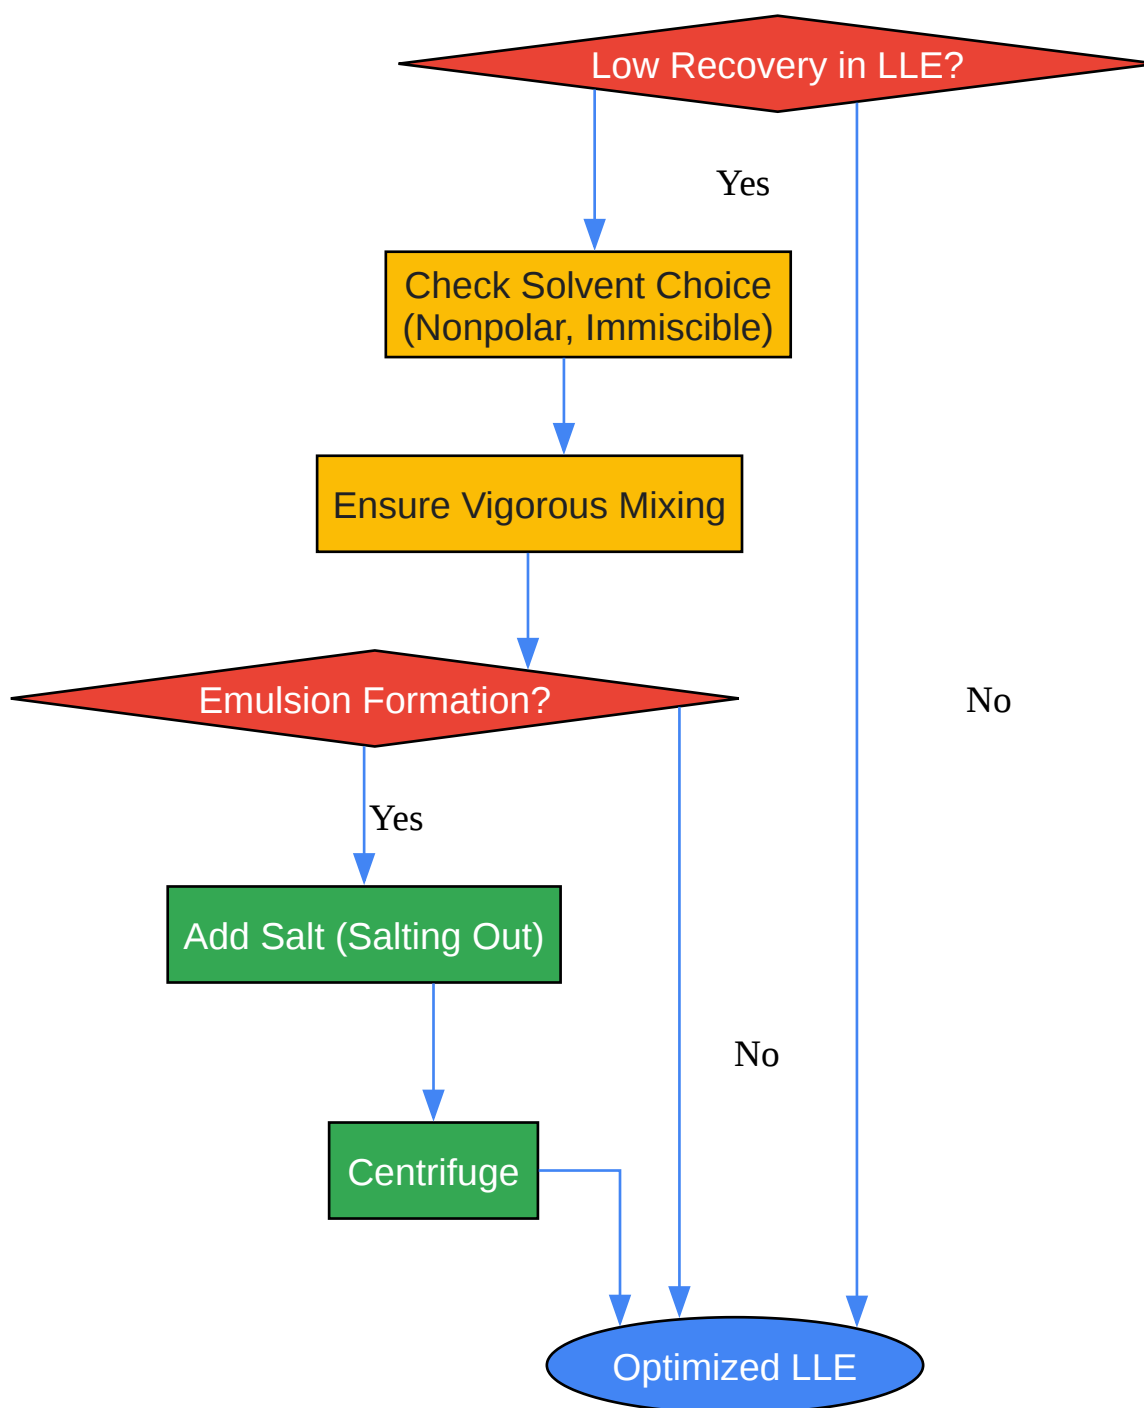 Low Recovery in LLE?
Yes
Check Solvent Choice
(Nonpolar, Immiscible)
Ensure Vigorous Mixing
Emulsion Formation?
No
Yes
Add Salt (Salting Out)
No
Centrifuge
Optimized LLE